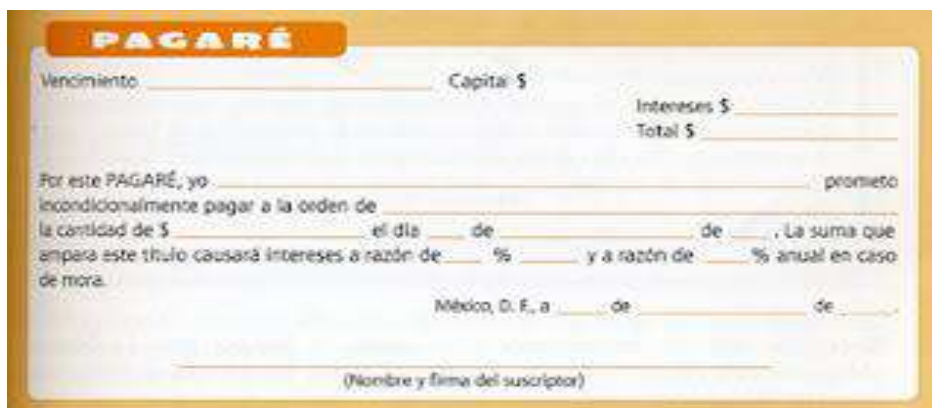 PAGARÉ
Vencimiento Capital $
Intereses $
Total $
Por este PAGARÉ, yo prometo
incondicionalmente pagar a la orden de
la cantidad de $ el día de de . La suma que
ampara este título causará intereses a razón de % y a razón de % anual en caso
de mora.
México, D. F., a de de .
(Nombre y firma del suscriptor)